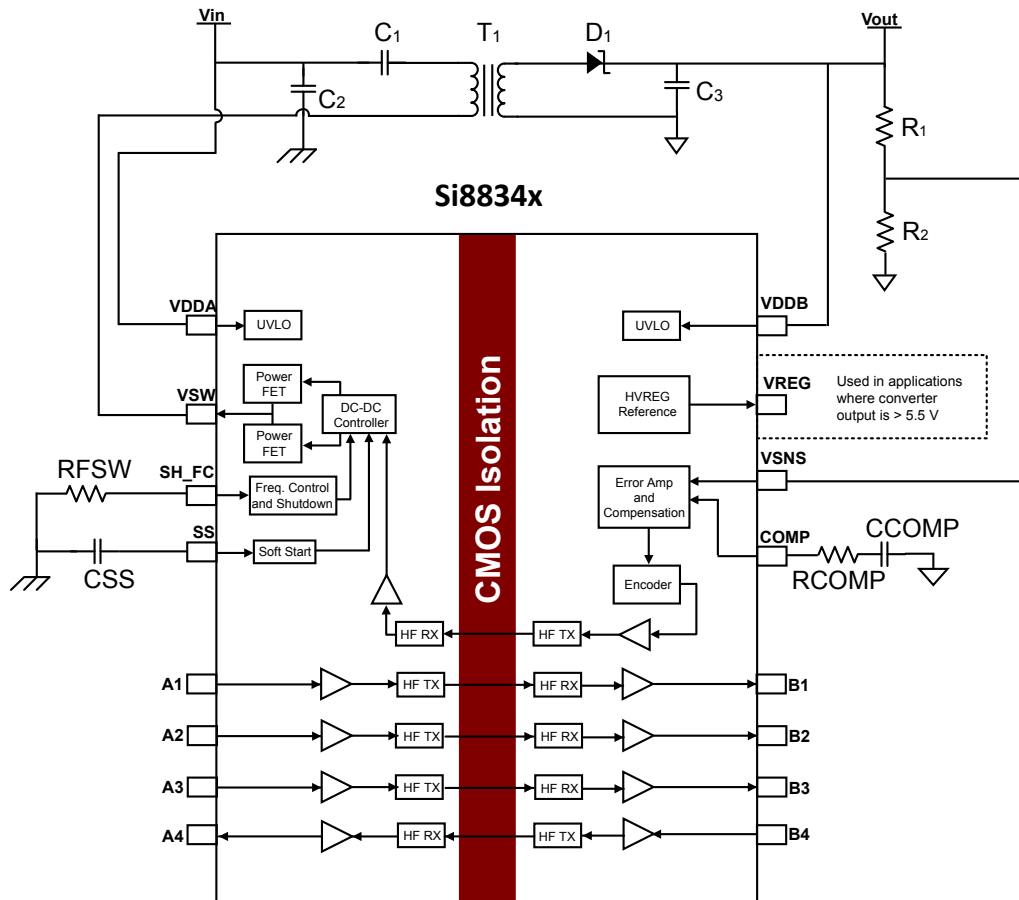 Vin
C1
T1
D1
Vout
C2
C3
R1
R2
Si8834x
CMOS Isolation
VDDA
UVLO
UVLO
VDDB
VSW
Power
FET
Power
FET
DC-DC
Controller
HVREG
Reference
VREG
Used in applications
where converter
output is > 5.5 V
RFSW
SH_FC
Freq. Control
and Shutdown
Error Amp
and
Compensation
VSNS
SS
CSS
Soft Start
COMP
RCOMP
CCOMP
Encoder
HF RX
HF TX
A1
HF TX
HF RX
B1
A2
HF TX
HF RX
B2
A3
HF TX
HF RX
B3
A4
HF RX
HF TX
B4